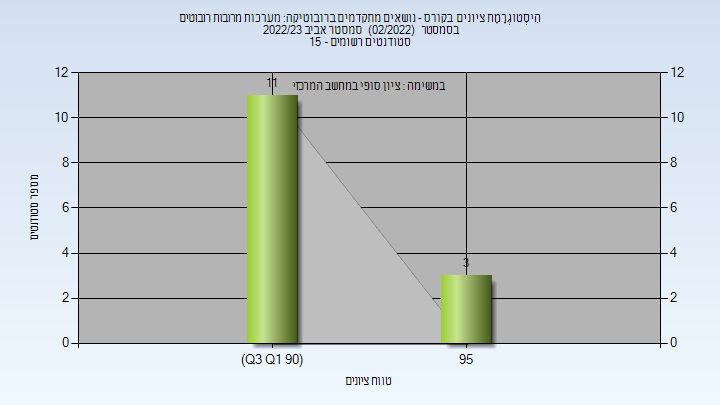 היסטוגרמת ציונים בקורס - נושאים מתקדמים ברובוטיקה: מערכות מרובות רובוטים
בסמסטר (02/2022) סמסטר אביב 2022/23
סטודנטים רשומים - 15
במשימה : ציון סופי במחשב המרכזי
12 12
11
10 10
8 8
6 6
4 4
3
2 2
0 0
מספר סטודנטים
(Q3 Q1 90) 95
טווח ציונים